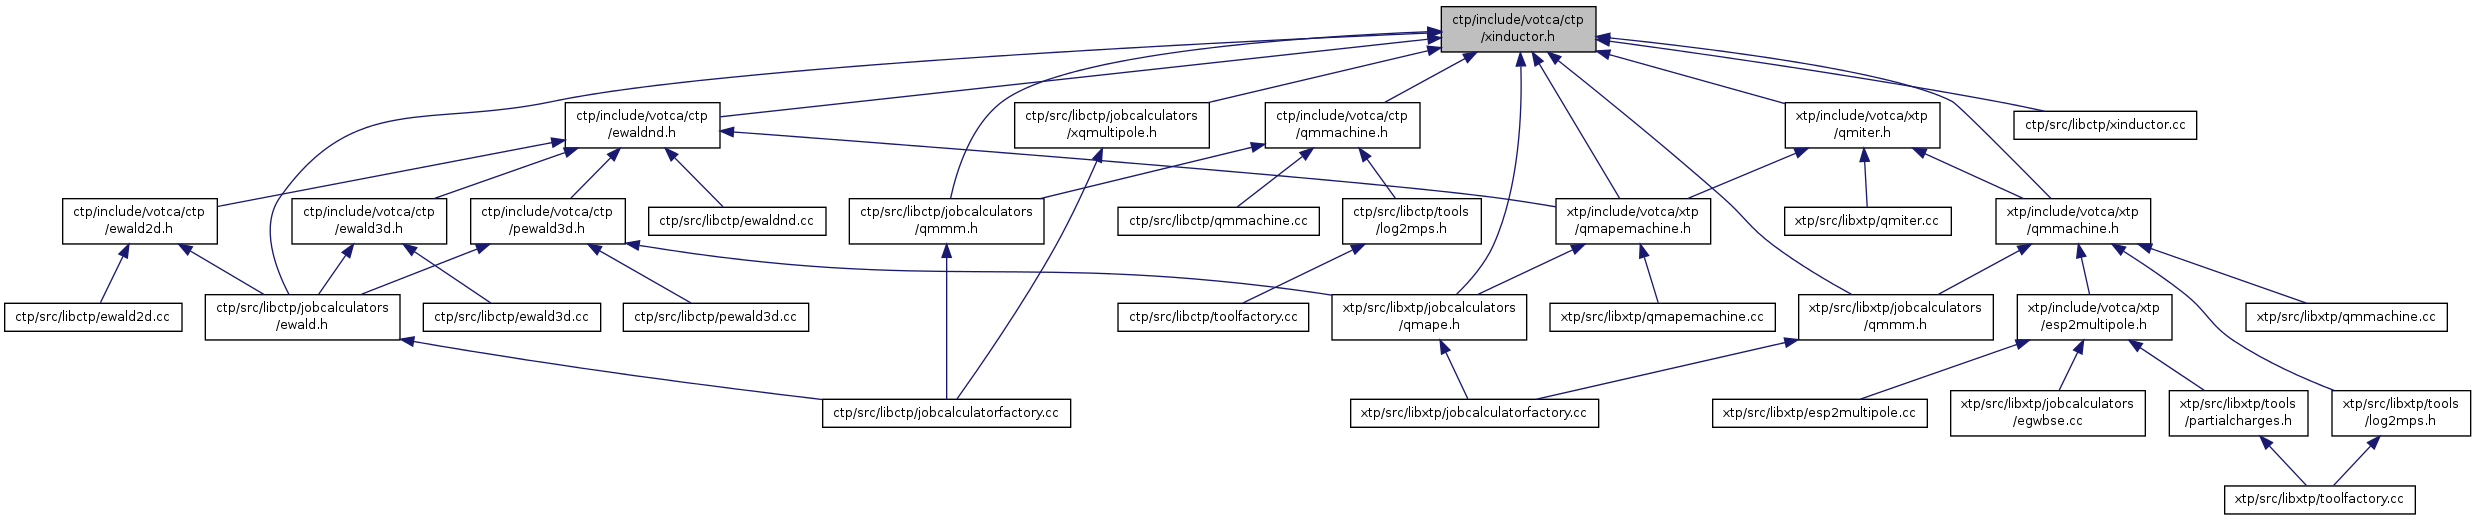 ctp/include/votca/ctp
/xinductor.h
ctp/include/votca/ctp
/ewaldnd.h
ctp/src/libctp/jobcalculators
/xqmultipole.h
ctp/include/votca/ctp
/qmmachine.h
xtp/include/votca/xtp
/qmiter.h
ctp/src/libctp/xinductor.cc
ctp/include/votca/ctp
/ewald2d.h
ctp/include/votca/ctp
/ewald3d.h
ctp/include/votca/ctp
/pewald3d.h
ctp/src/libctp/ewaldnd.cc
ctp/src/libctp/jobcalculators
/qmmm.h
ctp/src/libctp/qmmachine.cc
ctp/src/libctp/tools
/log2mps.h
xtp/include/votca/xtp
/qmapemachine.h
xtp/src/libxtp/qmiter.cc
xtp/include/votca/xtp
/qmmachine.h
ctp/src/libctp/ewald2d.cc
ctp/src/libctp/jobcalculators
/ewald.h
ctp/src/libctp/ewald3d.cc
ctp/src/libctp/pewald3d.cc
ctp/src/libctp/toolfactory.cc
xtp/src/libxtp/jobcalculators
/qmape.h
xtp/src/libxtp/qmapemachine.cc
xtp/src/libxtp/jobcalculators
/qmmm.h
xtp/include/votca/xtp
/esp2multipole.h
xtp/src/libxtp/qmmachine.cc
ctp/src/libctp/jobcalculatorfactory.cc
xtp/src/libxtp/jobcalculatorfactory.cc
xtp/src/libxtp/esp2multipole.cc
xtp/src/libxtp/jobcalculators
/egwbse.cc
xtp/src/libxtp/tools
/partialcharges.h
xtp/src/libxtp/tools
/log2mps.h
xtp/src/libxtp/toolfactory.cc